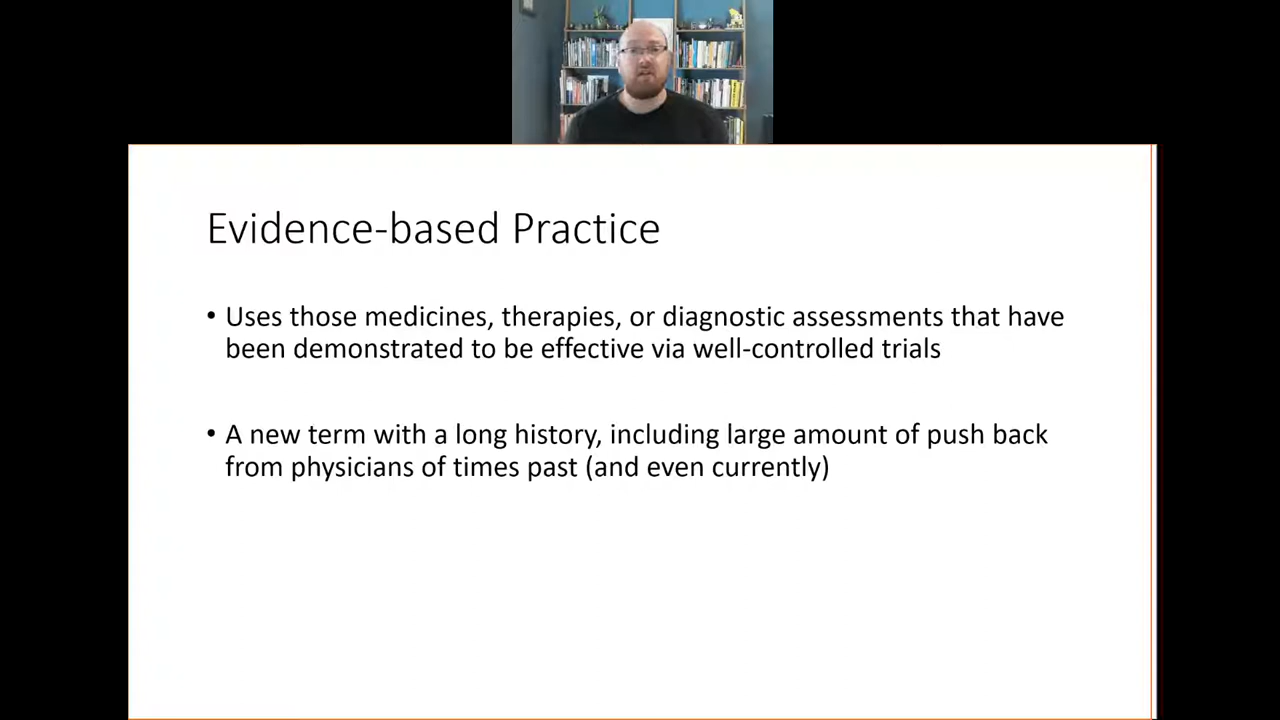 Evidence-based Practice
• Uses those medicines, therapies, or diagnostic assessments that have
been demonstrated to be effective via well-controlled trials
• A new term with a long history, including large amount of push back
from physicians of times past (and even currently)